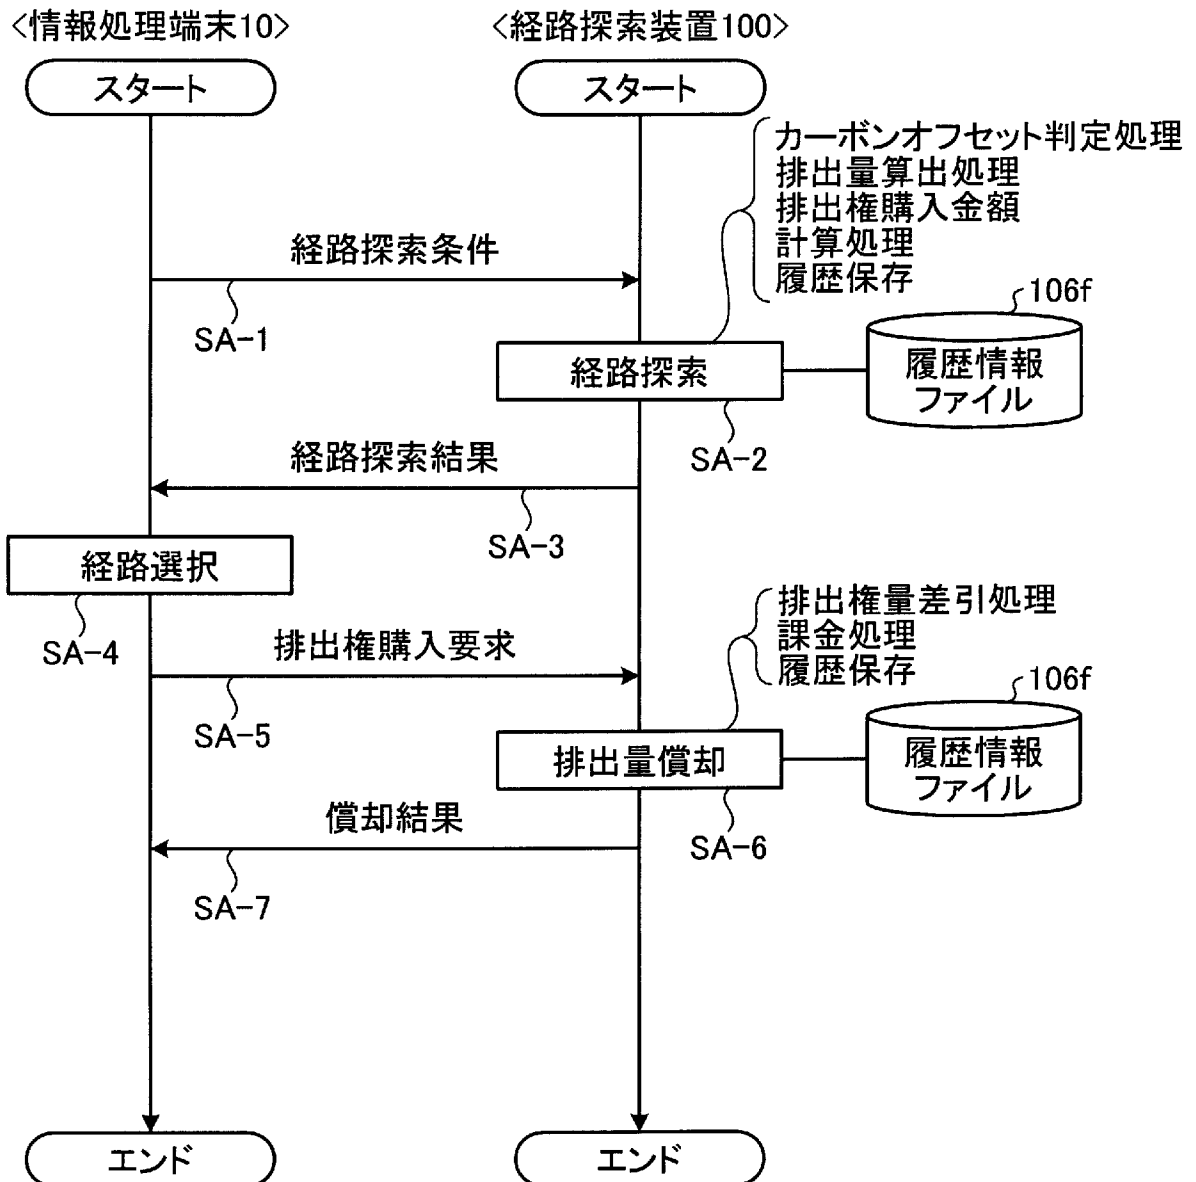 <情報処理端末10>
<経路探索装置100>
スタート
スタート
カーボンオフセット判定処理
排出量算出処理
排出権購入金額
計算処理
履歴保存
経路探索条件
SA-1
106f
経路探索
履歴情報
ファイル
SA-2
経路探索結果
SA-3
経路選択
SA-4
排出権量差引処理
課金処理
履歴保存
排出権購入要求
SA-5
106f
排出量償却
履歴情報
ファイル
SA-6
償却結果
SA-7
エンド
エンド